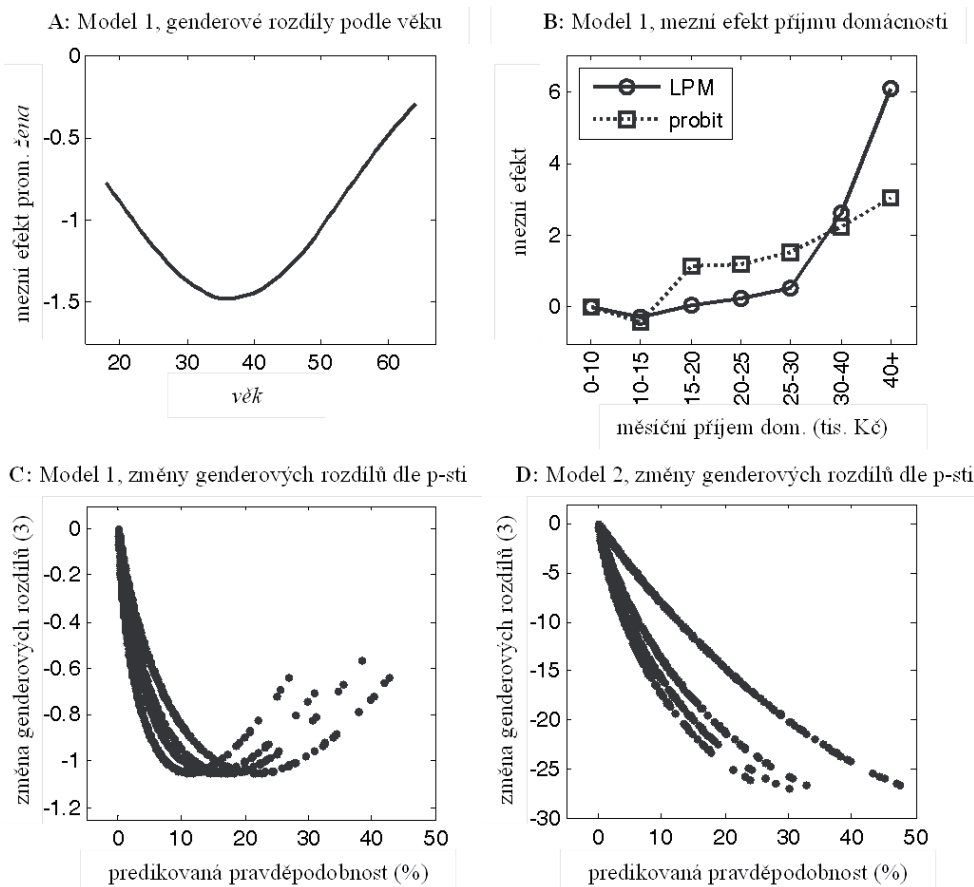 A: Model 1, genderové rozdíly podle věku
mezní efekt prom. žena
0
-0.5
-1
-1.5
20 30 40 50 60
věk
B: Model 1, mezní efekt příjmu domácnosti
mezní efekt
6
4
2
0
LPM
probit
0-10
10-15
15-20
20-25
25-30
30-40
40+
měsíční příjem dom. (tis. Kč)
C: Model 1, změny genderových rozdílů dle p-sti
změna genderových rozdílů (3)
0
-0.2
-0.4
-0.6
-0.8
-1
-1.2
0 10 20 30 40 50
predikovaná pravděpodobnost (%)
D: Model 2, změny genderových rozdílů dle p-sti
změna genderových rozdílů (3)
0
-5
-10
-15
-20
-25
-30
0 10 20 30 40 50
predikovaná pravděpodobnost (%)